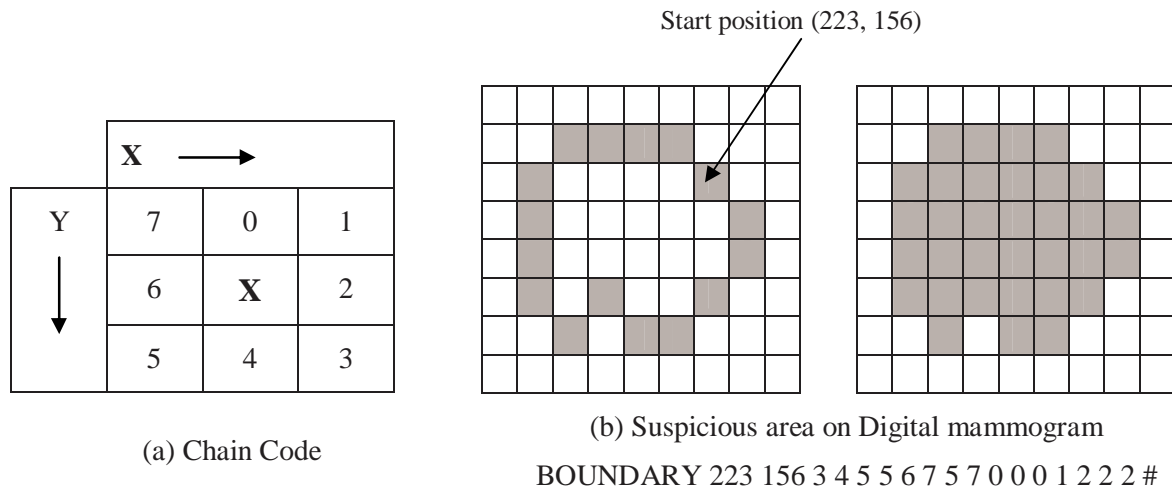 Start position (223, 156)
X
Y 7 0 1
6 X 2
5 4 3
(a) Chain Code
(b) Suspicious area on Digital mammogram
BOUNDARY 223 156 3 4 5 5 6 7 5 7 0 0 0 1 2 2 2 #